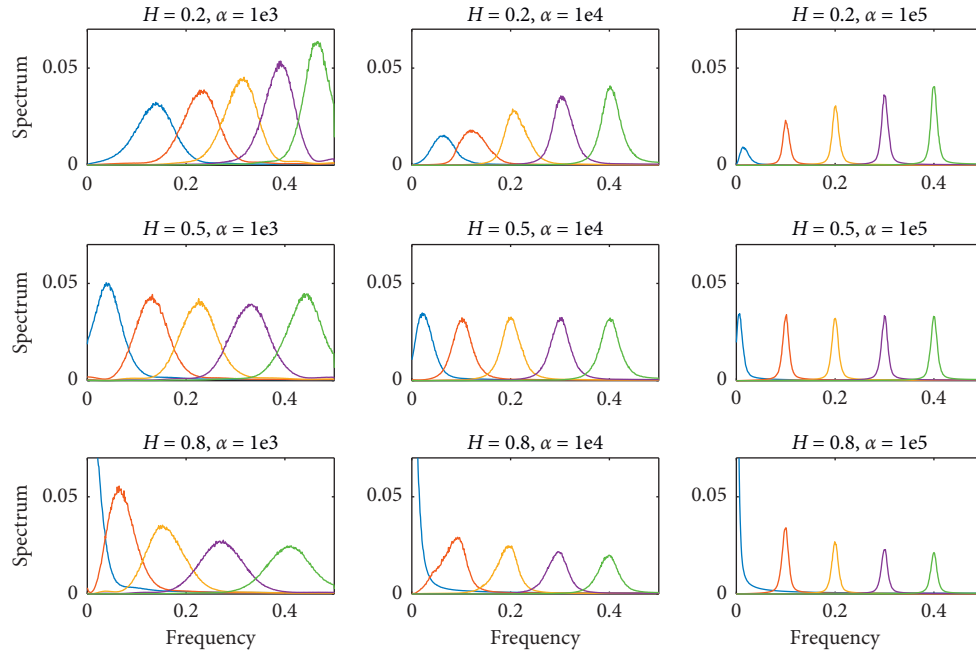 H = 0.2, α = 1e3
H = 0.2, α = 1e4
H = 0.2, α = 1e5
Spectrum
0.05
0
0 0.2 0.4
0.05
0
0 0.2 0.4
0.05
0
0 0.2 0.4
H = 0.5, α = 1e3
H = 0.5, α = 1e4
H = 0.5, α = 1e5
Spectrum
0.05
0
0 0.2 0.4
0.05
0
0 0.2 0.4
0.05
0
0 0.2 0.4
H = 0.8, α = 1e3
H = 0.8, α = 1e4
H = 0.8, α = 1e5
Spectrum
0.05
0
0 0.2 0.4
0.05
0
0 0.2 0.4
0.05
0
0 0.2 0.4
Frequency
Frequency
Frequency